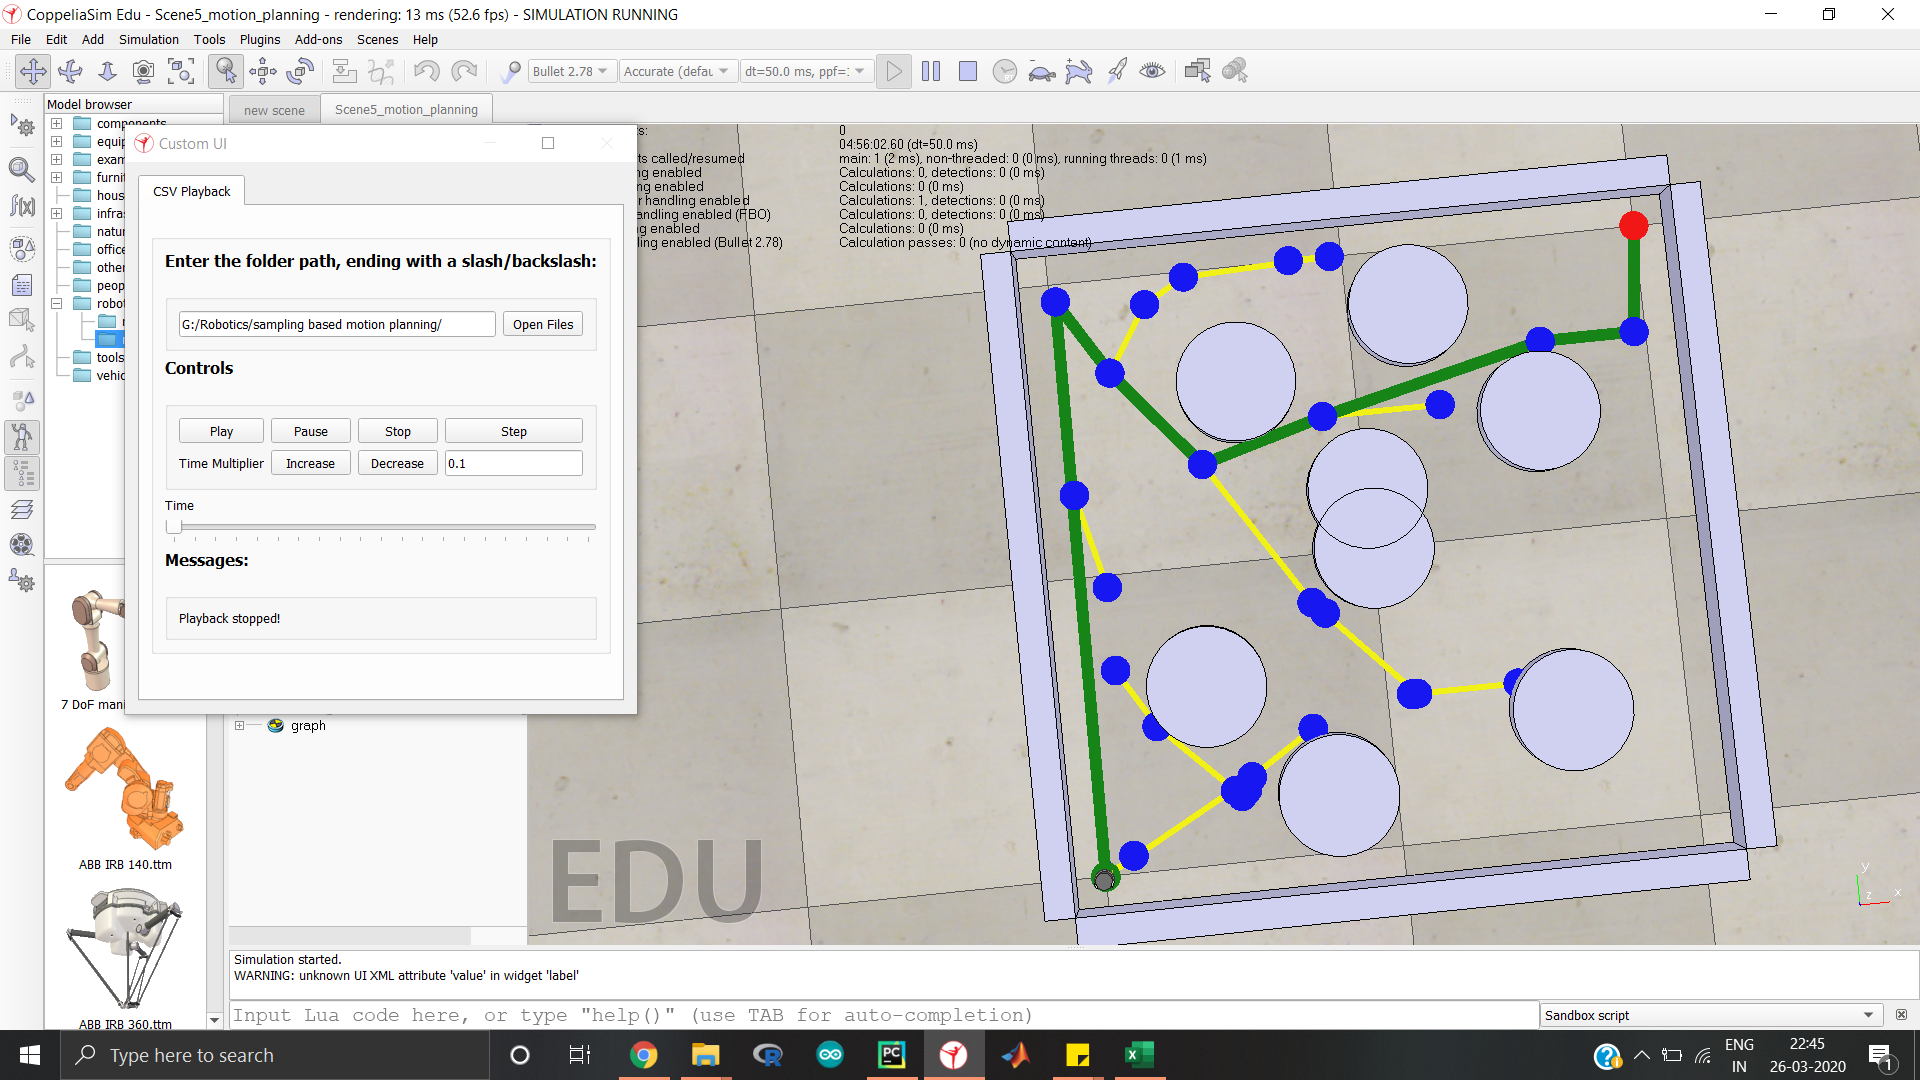 CoppeliaSim Edu - Scene5_motion_planning - rendering: 13 ms (52.6 fps) - SIMULATION RUNNING
File Edit Add Simulation Tools Plugins Add-ons Scenes Help
Bullet 2.78 Accurate (defau dt=50.0 ms, ppf=
Model browser
new scene Scene5_motion_planning
components
equip
exam
furnit
hous
infras
natur
office
other
peop
robot
tools
vehic
Custom UI
CSV Playback
Enter the folder path, ending with a slash/backslash:
G:/Robotics/sampling based motion planning/ Open Files
Controls
Play Pause Stop Step
Time Multiplier Increase Decrease 0.1
Time
Messages:
Playback stopped!
s: 0
04:56:02.60 (dt=50.0 ms)
ts called/resumed main: 1 (2 ms), non-threaded: 0 (0 ms), running threads: 0 (1 ms)
ng enabled Calculations: 0, detections: 0 (0 ms)
ng enabled Calculations: 0 (0 ms)
r handling enabled Calculations: 1, detections: 0 (0 ms)
andling enabled (FBO) Calculations: 0, detections: 0 (0 ms)
g enabled Calculations: 0 (0 ms)
ling enabled (Bullet 2.78) Calculation passes: 0 (no dynamic content)
7 DoF mani
ABB IRB 140.ttm
ABB IRB 360.ttm
graph
EDU
y
z
x
Simulation started.
WARNING: unknown UI XML attribute 'value' in widget 'label'
Input Lua code here, or type "help()" (use TAB for auto-completion)
Sandbox script
Type here to search
ENG
IN
22:45
26-03-2020
1